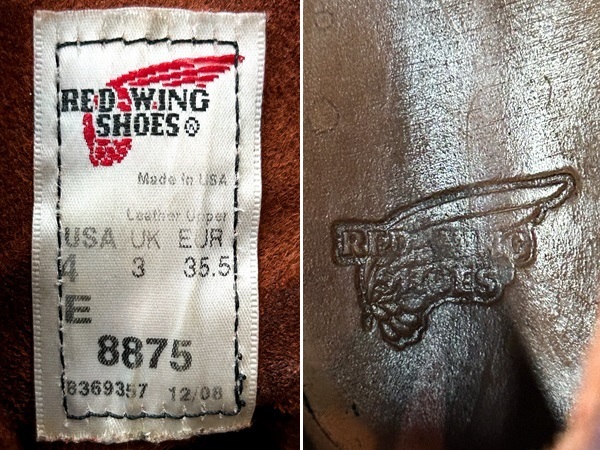 RED WING
SHOES®
Made in USA
Leather Upper
USA UK EUR
4 3 35.5
E
8875
8369357 12/08
RED WING
SHOES